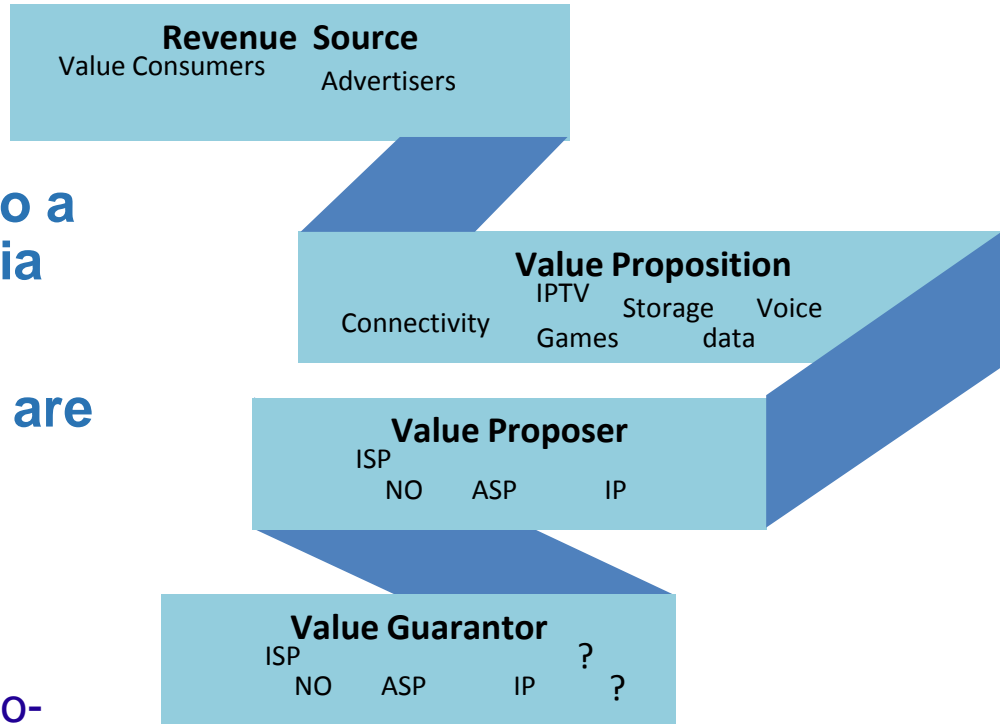 Revenue Source
Value Consumers
Advertisers
o a
ia
Value Proposition
IPTV
Storage Voice
Connectivity
Games data
are
Value Proposer
ISP
NO ASP IP
Value Guarantor
ISP ?
NO ASP IP ?
o-